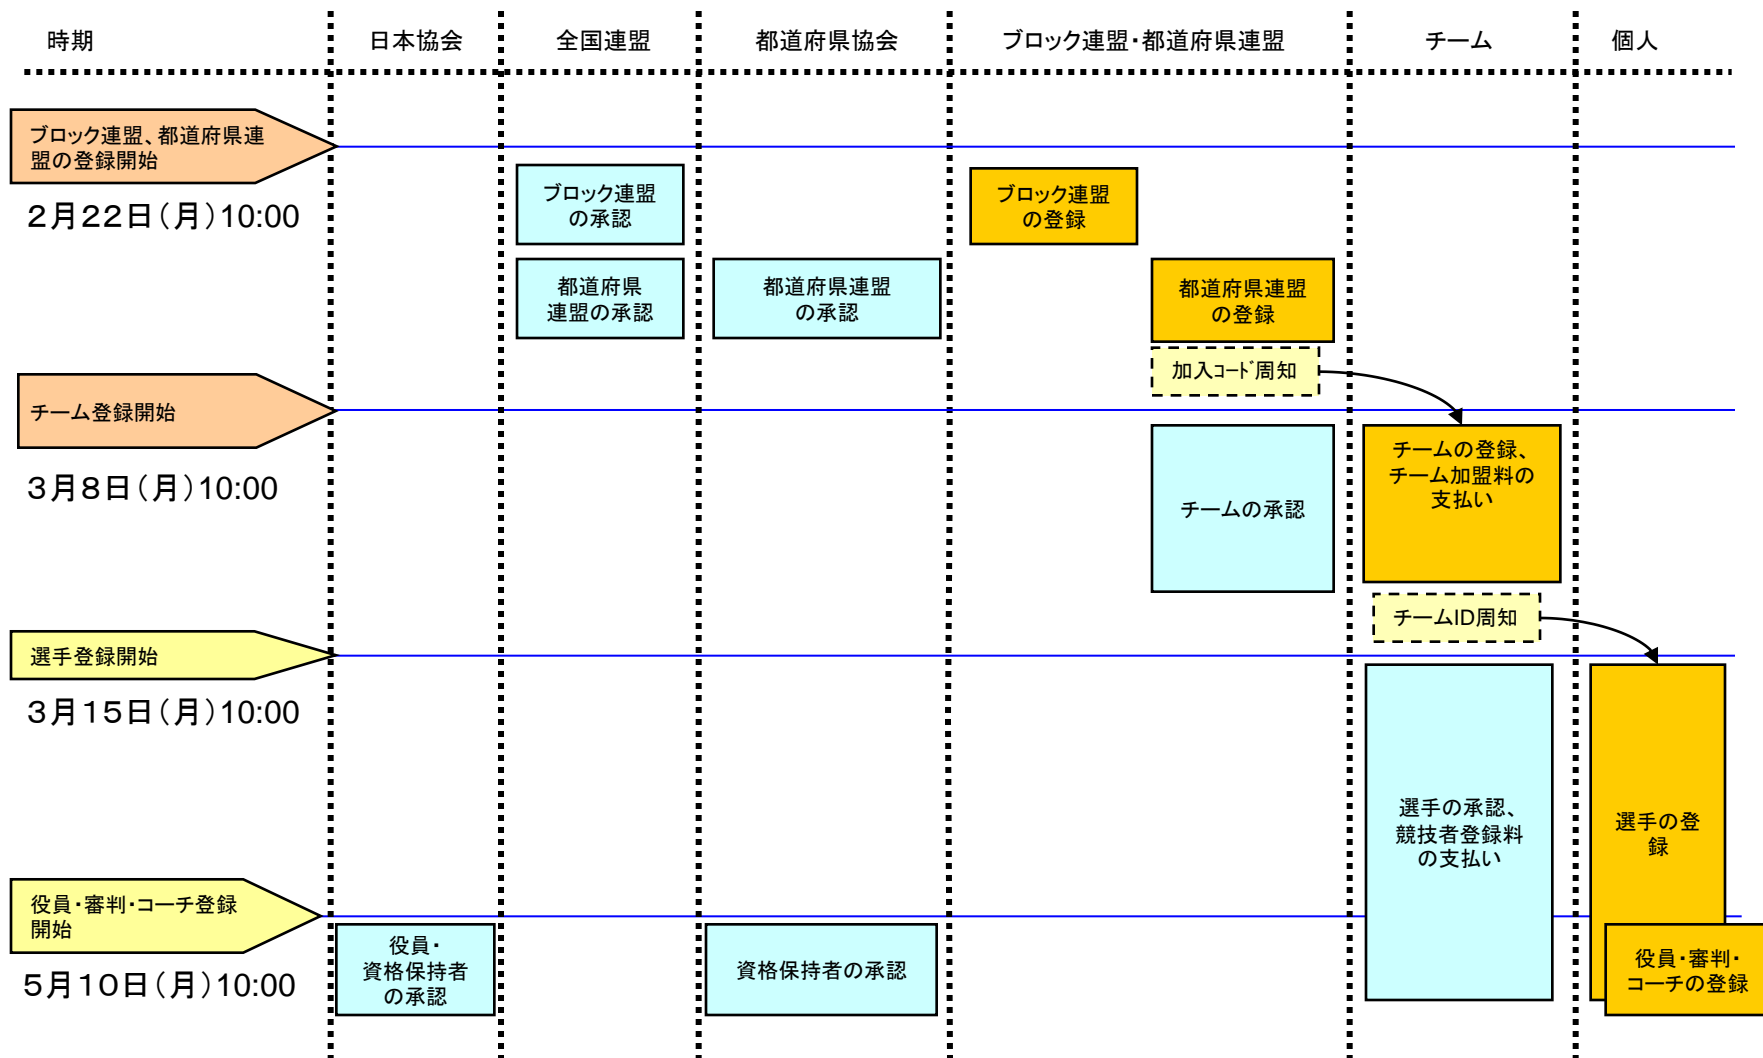 時期
日本協会
全国連盟
都道府県協会
ブロック連盟・都道府県連盟
チーム
個人
ブロック連盟、都道府県連
盟の登録開始
2月22日(月)10:00
ブロック連盟
の承認
ブロック連盟
の登録
都道府県
連盟の承認
都道府県連盟
の承認
都道府県連盟
の登録
加入ｺｰﾄﾞ周知
チーム登録開始
3月8日(月)10:00
チームの承認
チームの登録、
チーム加盟料の
支払い
チームID周知
選手登録開始
3月15日(月)10:00
選手の承認、
競技者登録料
の支払い
選手の登
録
役員・審判・コーチ登録
開始
5月10日(月)10:00
役員・
資格保持者
の承認
資格保持者の承認
役員・審判・
コーチの登録